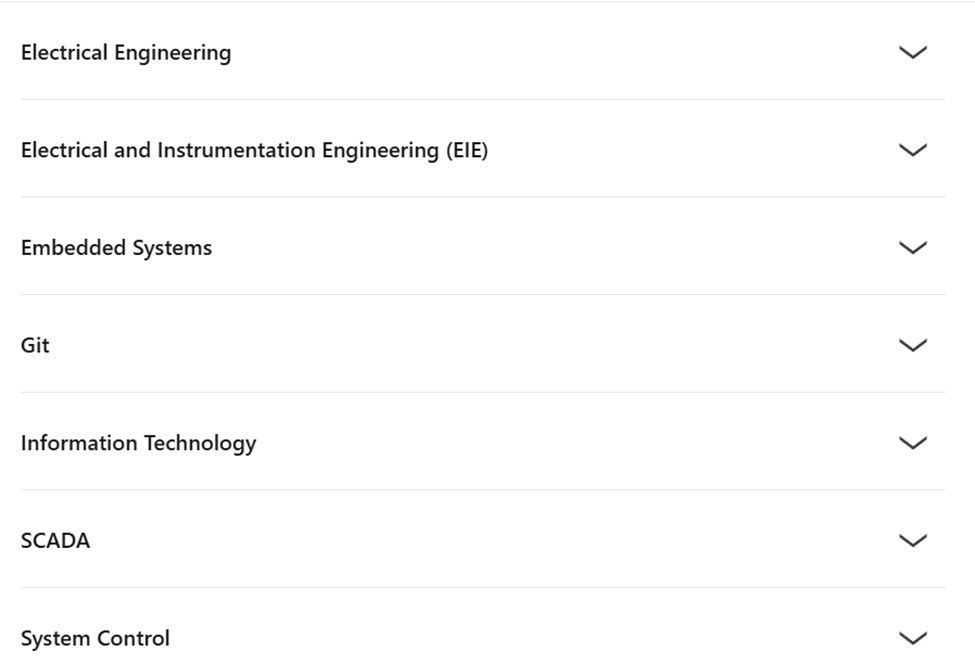 Electrical Engineering
Electrical and Instrumentation Engineering (EIE)
Embedded Systems
Git
Information Technology
SCADA
System Control